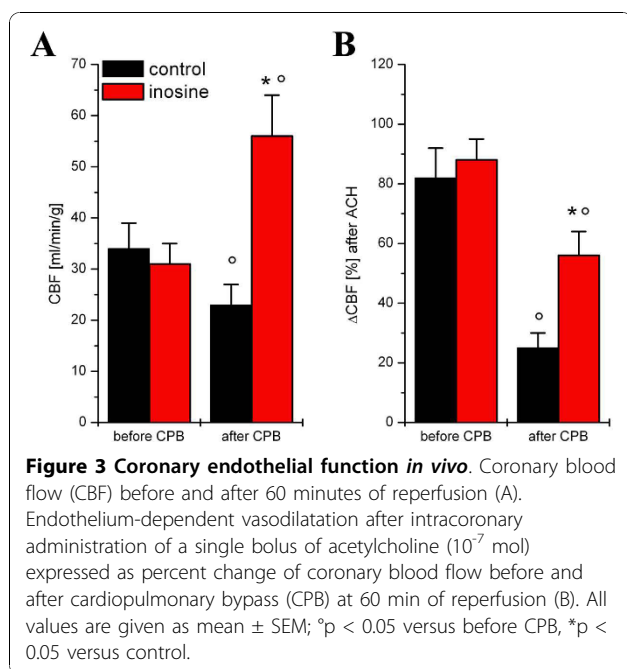 A
B
70
60
50
40
30
20
10
0
CBF [ml/min/g]
control
inosine
* °
°
before CPB
after CPB
120
100
80
60
40
20
0
ΔCBF [%] after ACH
* °
°
before CPB
after CPB
Figure 3 Coronary endothelial function in vivo. Coronary blood
flow (CBF) before and after 60 minutes of reperfusion (A).
Endothelium-dependent vasodilatation after intracoronary
administration of a single bolus of acetylcholine (10⁻⁷ mol)
expressed as percent change of coronary blood flow before and
after cardiopulmonary bypass (CPB) at 60 min of reperfusion (B). All
values are given as mean ± SEM; °p < 0.05 versus before CPB, *p <
0.05 versus control.